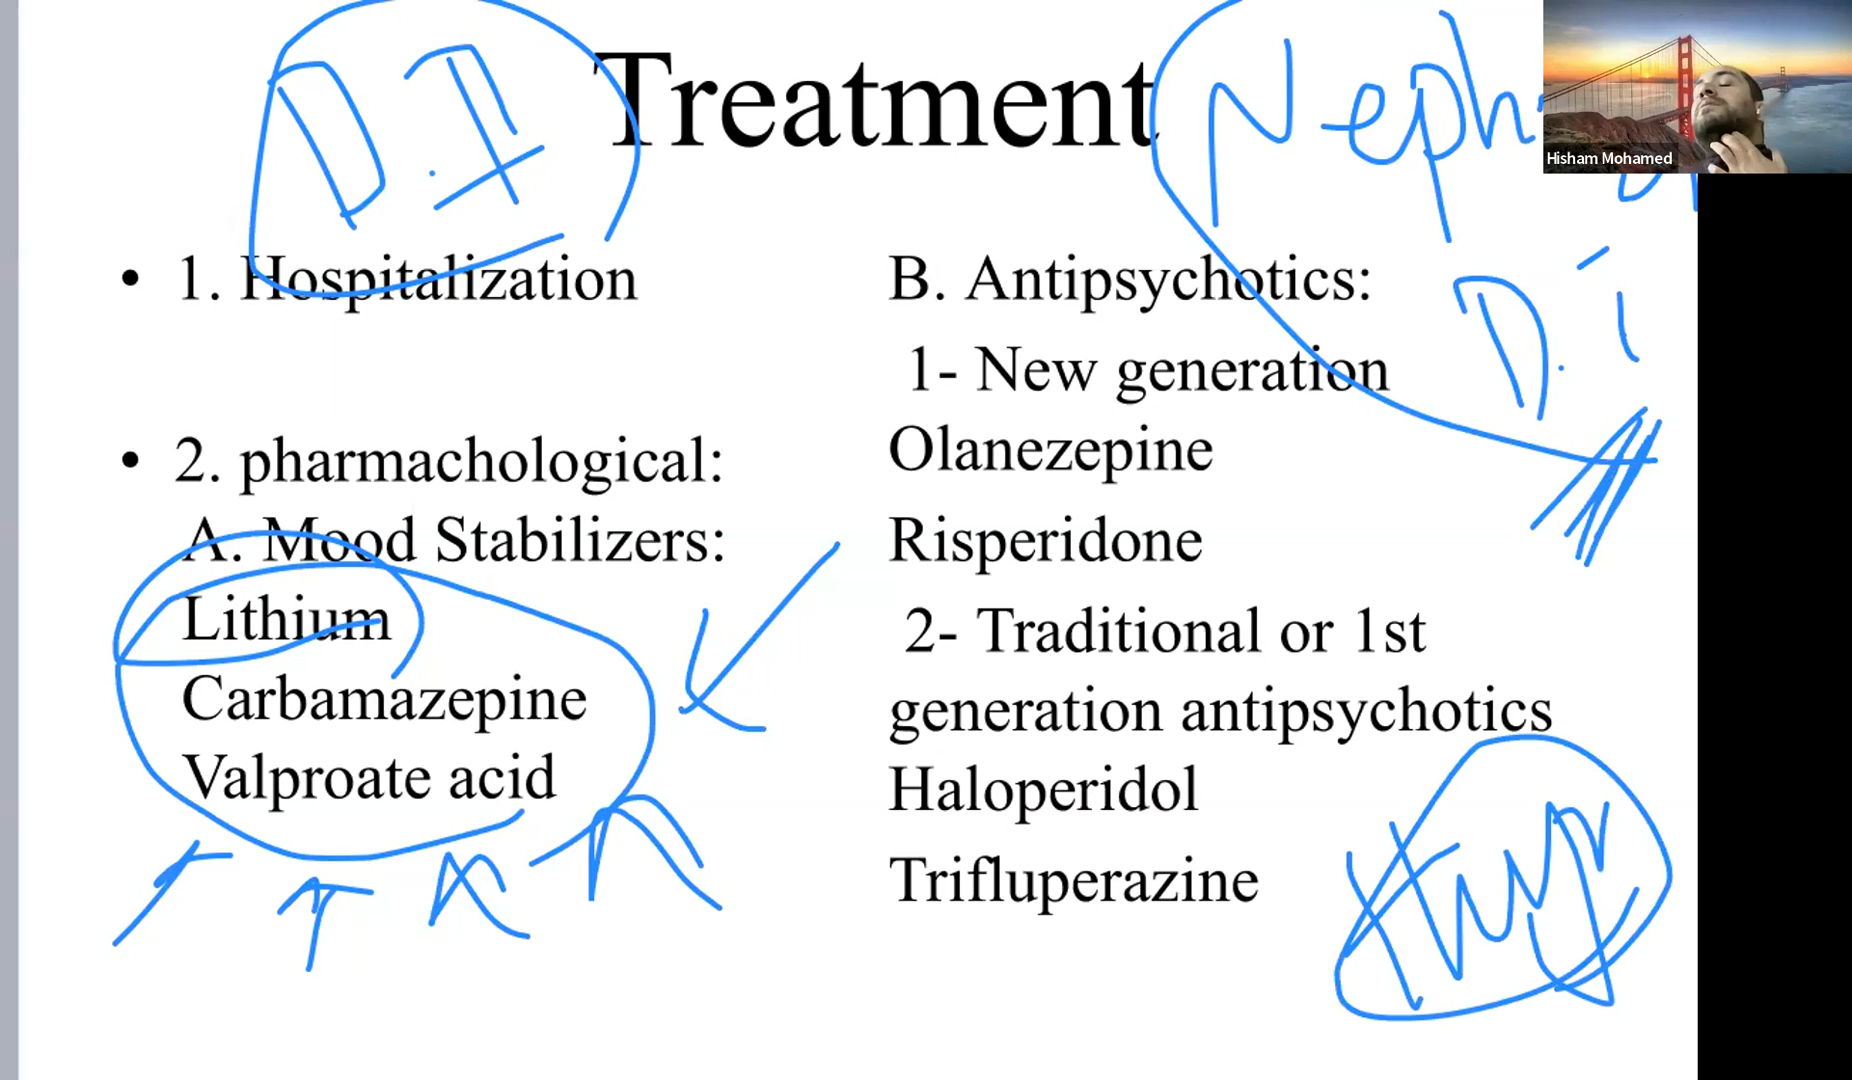 Treatment
D.I
Neph
D.i
Hisham Mohamed
• 1. Hospitalization
• 2. pharmachological:
A. Mood Stabilizers:
Lithium
Carbamazepine
Valproate acid
B. Antipsychotics:
1- New generation
Olanezepine
Risperidone
2- Traditional or 1st
generation antipsychotics
Haloperidol
Trifluperazine